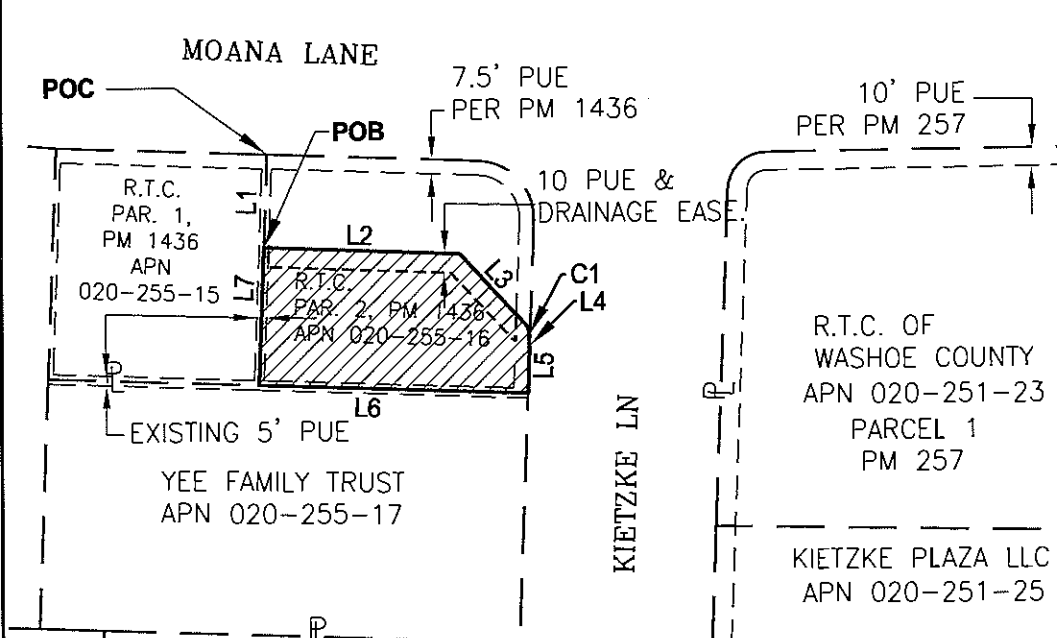 MOANA LANE
POC
POB
7.5' PUE
PER PM 1436
10' PUE
PER PM 257
10 PUE &
DRAINAGE EASE.
R.T.C.
PAR. 1,
PM 1436
APN
020-255-15
L1
L2
L3
L7
C1
L4
L5
L6
R.T.C.
PAR. 2, PM 1436
APN 020-255-16
R.T.C. OF
WASHOE COUNTY
APN 020-251-23
PARCEL 1
PM 257
EXISTING 5' PUE
YEE FAMILY TRUST
APN 020-255-17
KIETZKE LN
KIETZKE PLAZA LLC
APN 020-251-25
PL
PL
PL